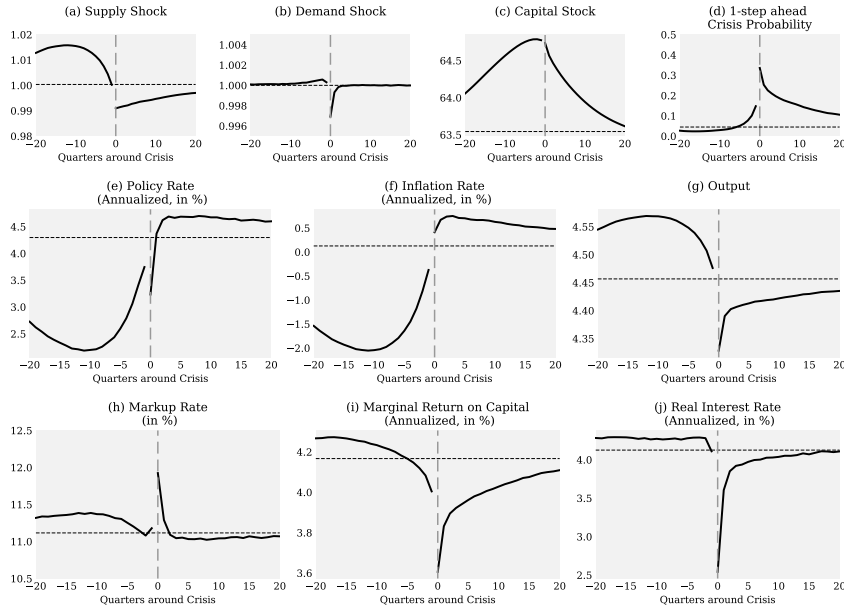 (a) Supply Shock
1.02
1.01
1.00
0.99
0.98
−20 −10 0 10 20
Quarters around Crisis
(b) Demand Shock
1.004
1.002
1.000
0.998
0.996
−20 −10 0 10 20
Quarters around Crisis
(c) Capital Stock
64.5
64.0
63.5
−20 −10 0 10 20
Quarters around Crisis
(d) 1-step ahead
Crisis Probability
0.5
0.4
0.3
0.2
0.1
0.0
−20 −10 0 10 20
Quarters around Crisis
(e) Policy Rate
(Annualized, in %)
4.5
4.0
3.5
3.0
2.5
−20 −15 −10 −5 0 5 10 15 20
Quarters around Crisis
(f) Inflation Rate
(Annualized, in %)
0.5
0.0
−0.5
−1.0
−1.5
−2.0
−20 −15 −10 −5 0 5 10 15 20
Quarters around Crisis
(g) Output
4.55
4.50
4.45
4.40
4.35
−20 −15 −10 −5 0 5 10 15 20
Quarters around Crisis
(h) Markup Rate
(in %)
12.5
12.0
11.5
11.0
10.5
−20 −15 −10 −5 0 5 10 15 20
Quarters around Crisis
(i) Marginal Return on Capital
(Annualized, in %)
4.2
4.0
3.8
3.6
−20 −15 −10 −5 0 5 10 15 20
Quarters around Crisis
(j) Real Interest Rate
(Annualized, in %)
4.0
3.5
3.0
2.5
−20 −15 −10 −5 0 5 10 15 20
Quarters around Crisis